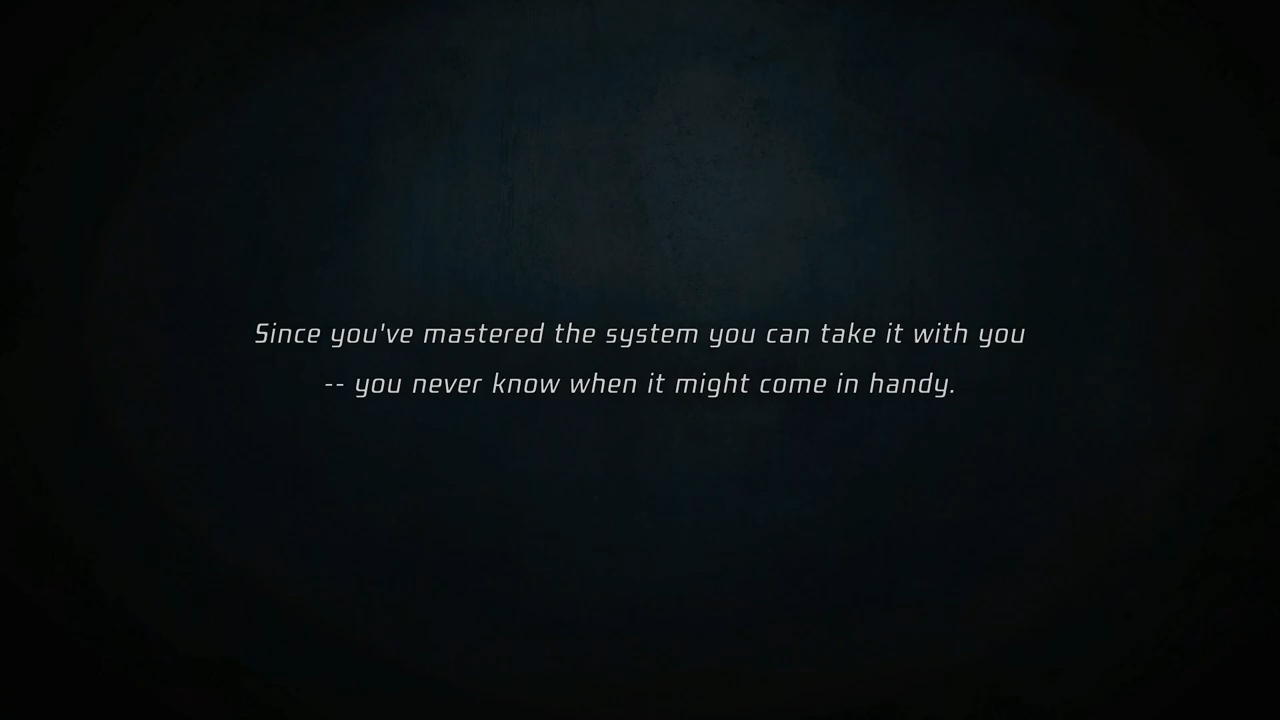 Since you've mastered the system you can take it with you
-- you never know when it might come in handy.